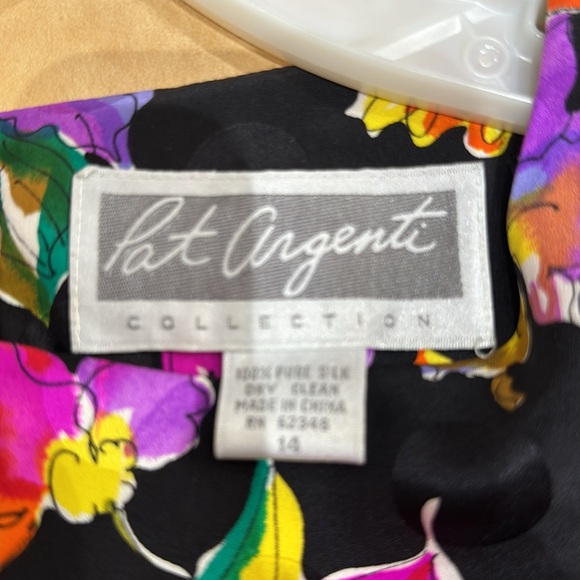 Pat Argenti
COLLECTION
100% PURE SILK
DRY CLEAN
MADE IN CHINA
RN 62346
14